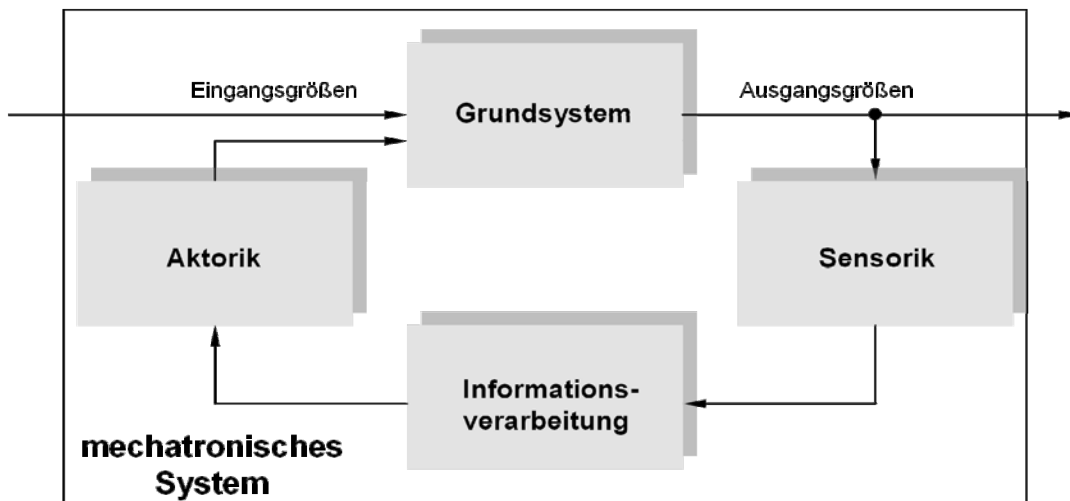 Eingangsgrößen
Grundsystem
Ausgangsgrößen
Aktorik
Sensorik
Informations-
verarbeitung
mechatronisches
System